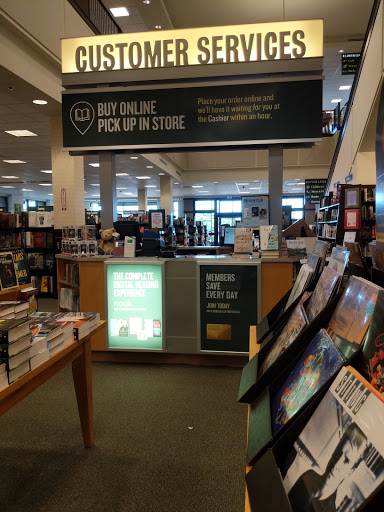 CUSTOMER SERVICES
BUY ONLINE
PICK UP IN STORE
Place your order online and
we'll have it waiting for you at
the Cashier within an hour.
THE COMPLETE
DIGITAL READING
EXPERIENCE
nook
MEMBERS
SAVE
EVERY DAY
JOIN TODAY